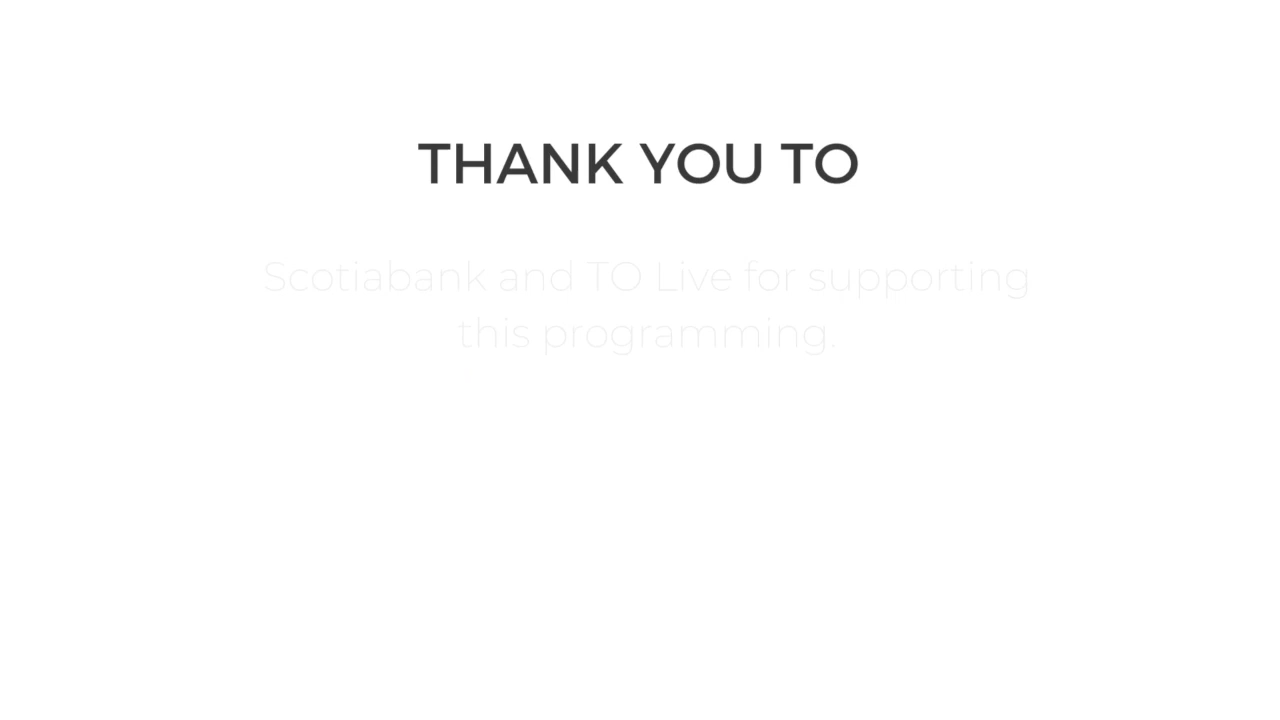 THANK YOU TO
Scotiabank and TO Live for supporting
this programming.